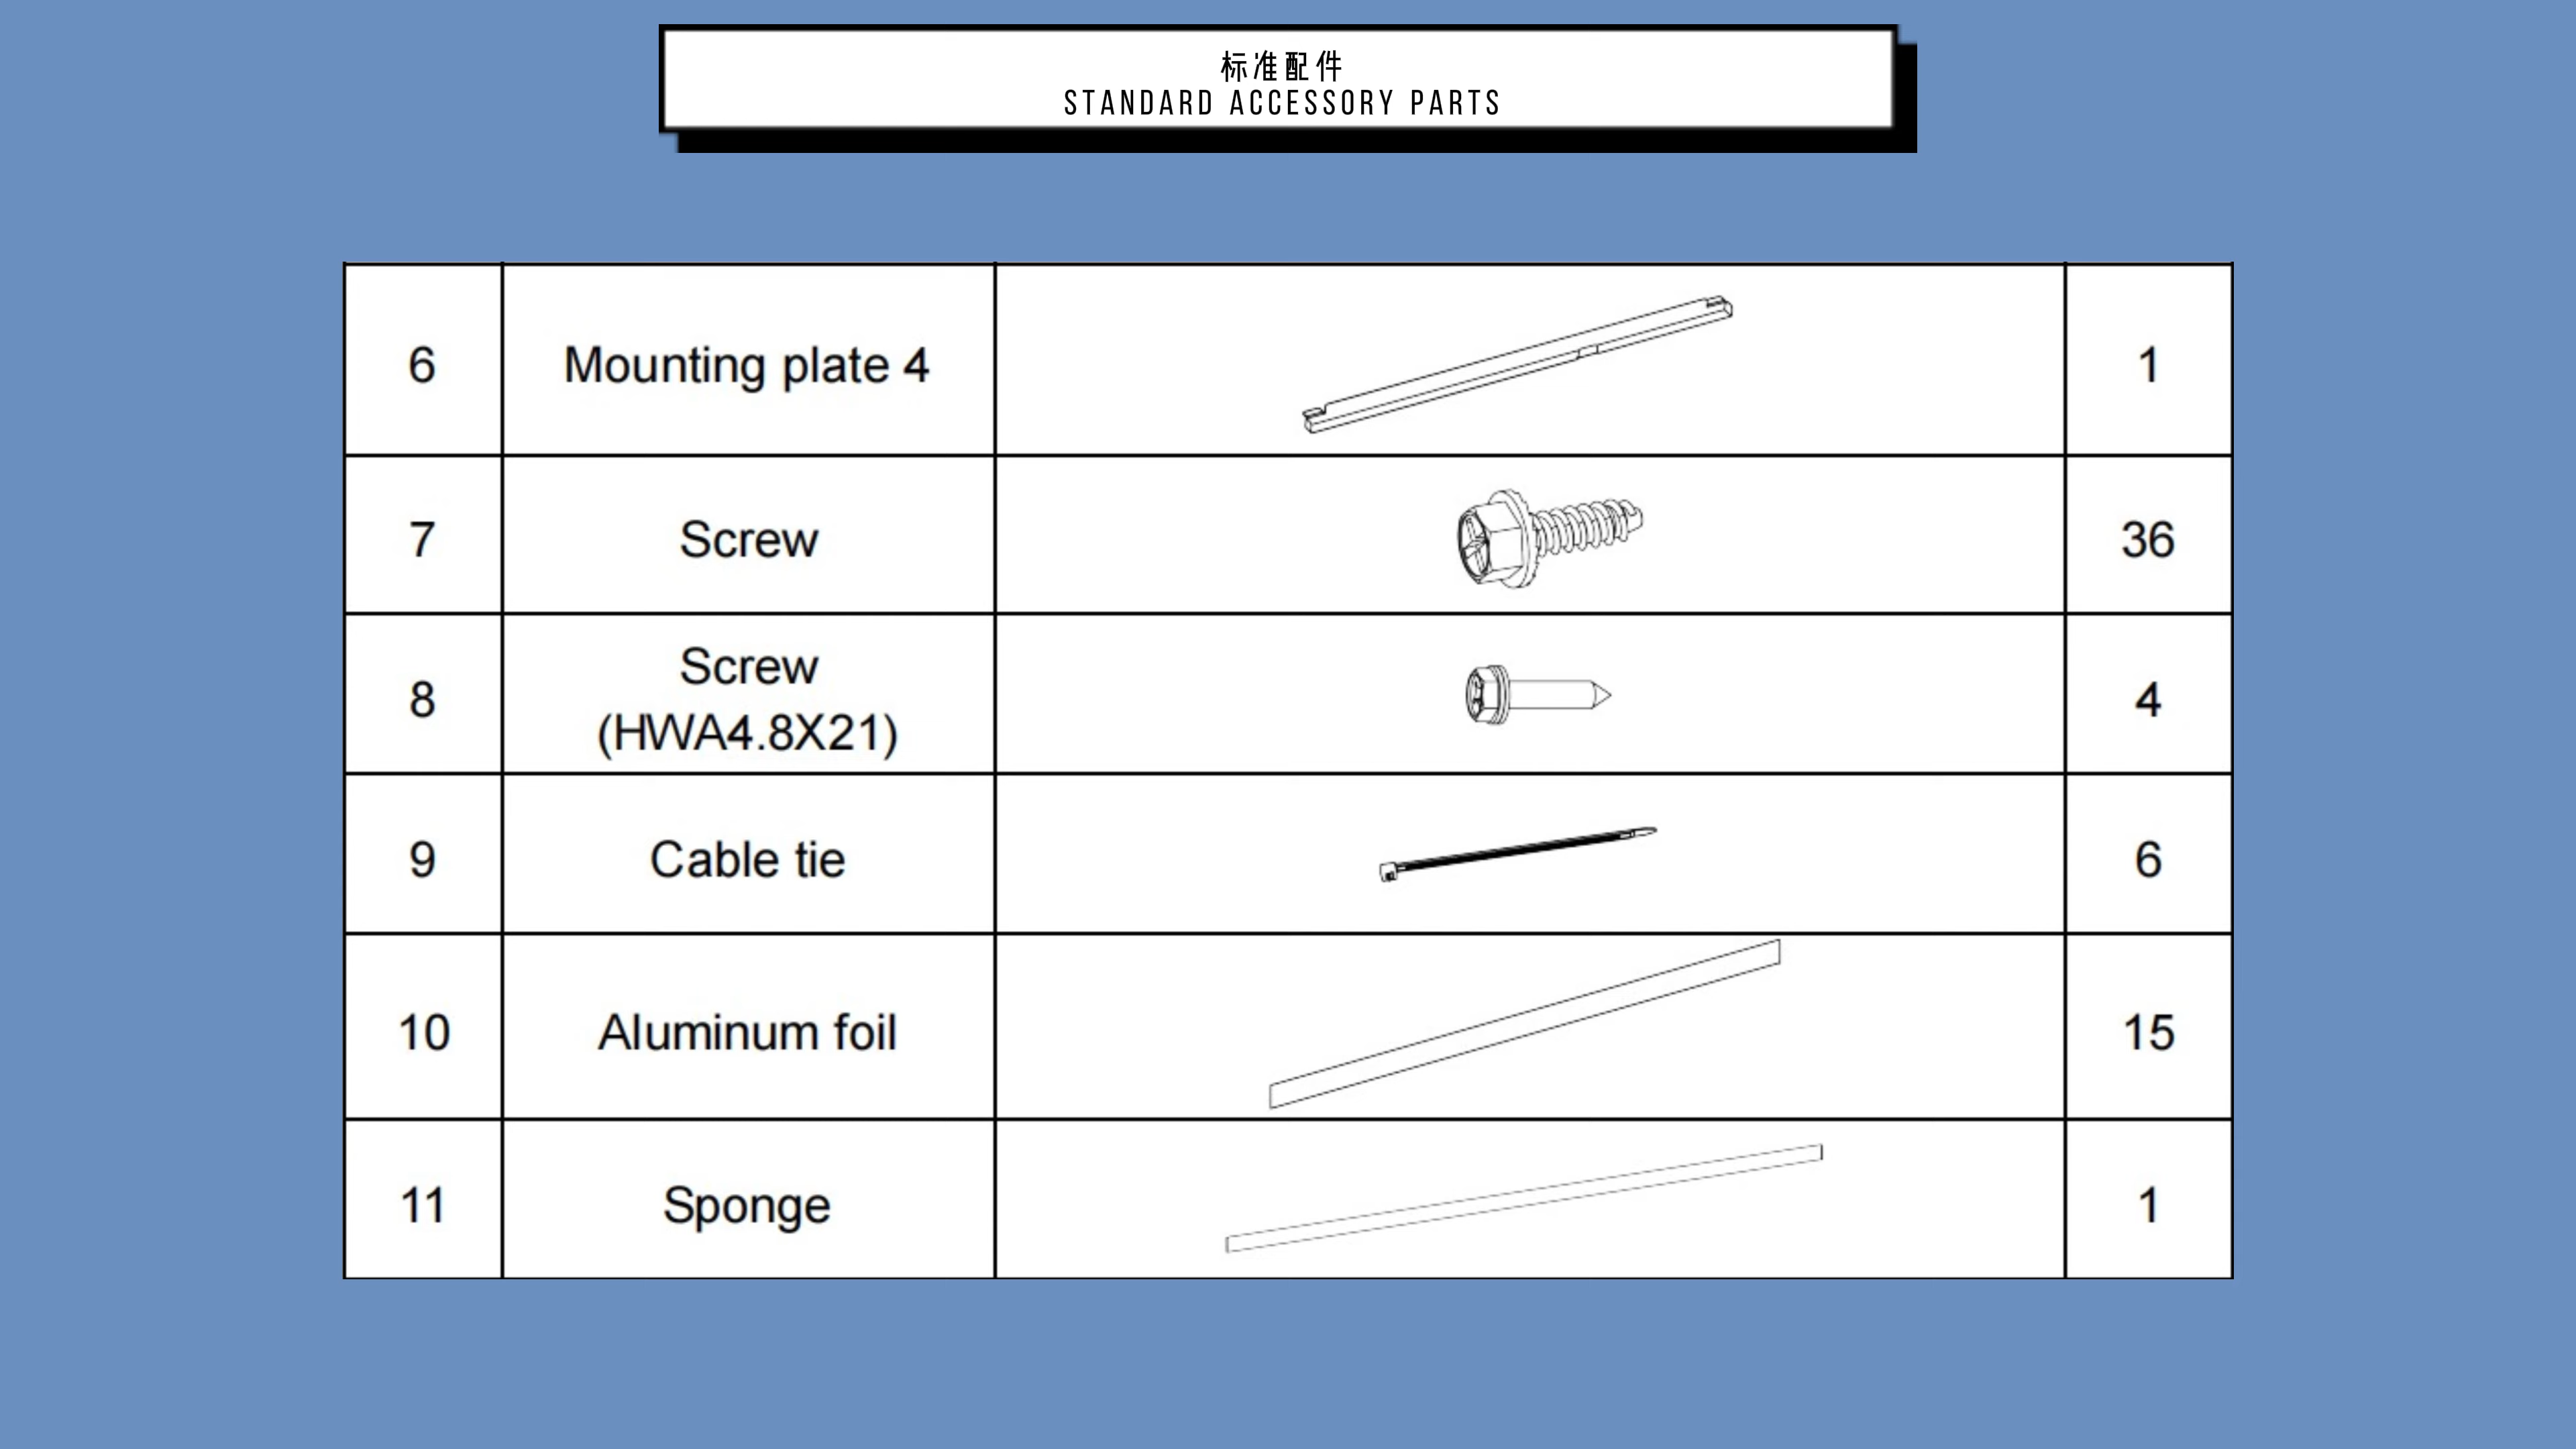 标准配件
STANDARD ACCESSORY PARTS
6 Mounting plate 4 1
7 Screw 36
8 Screw 4
(HWA4.8X21)
9 Cable tie 6
10 Aluminum foil 15
11 Sponge 1